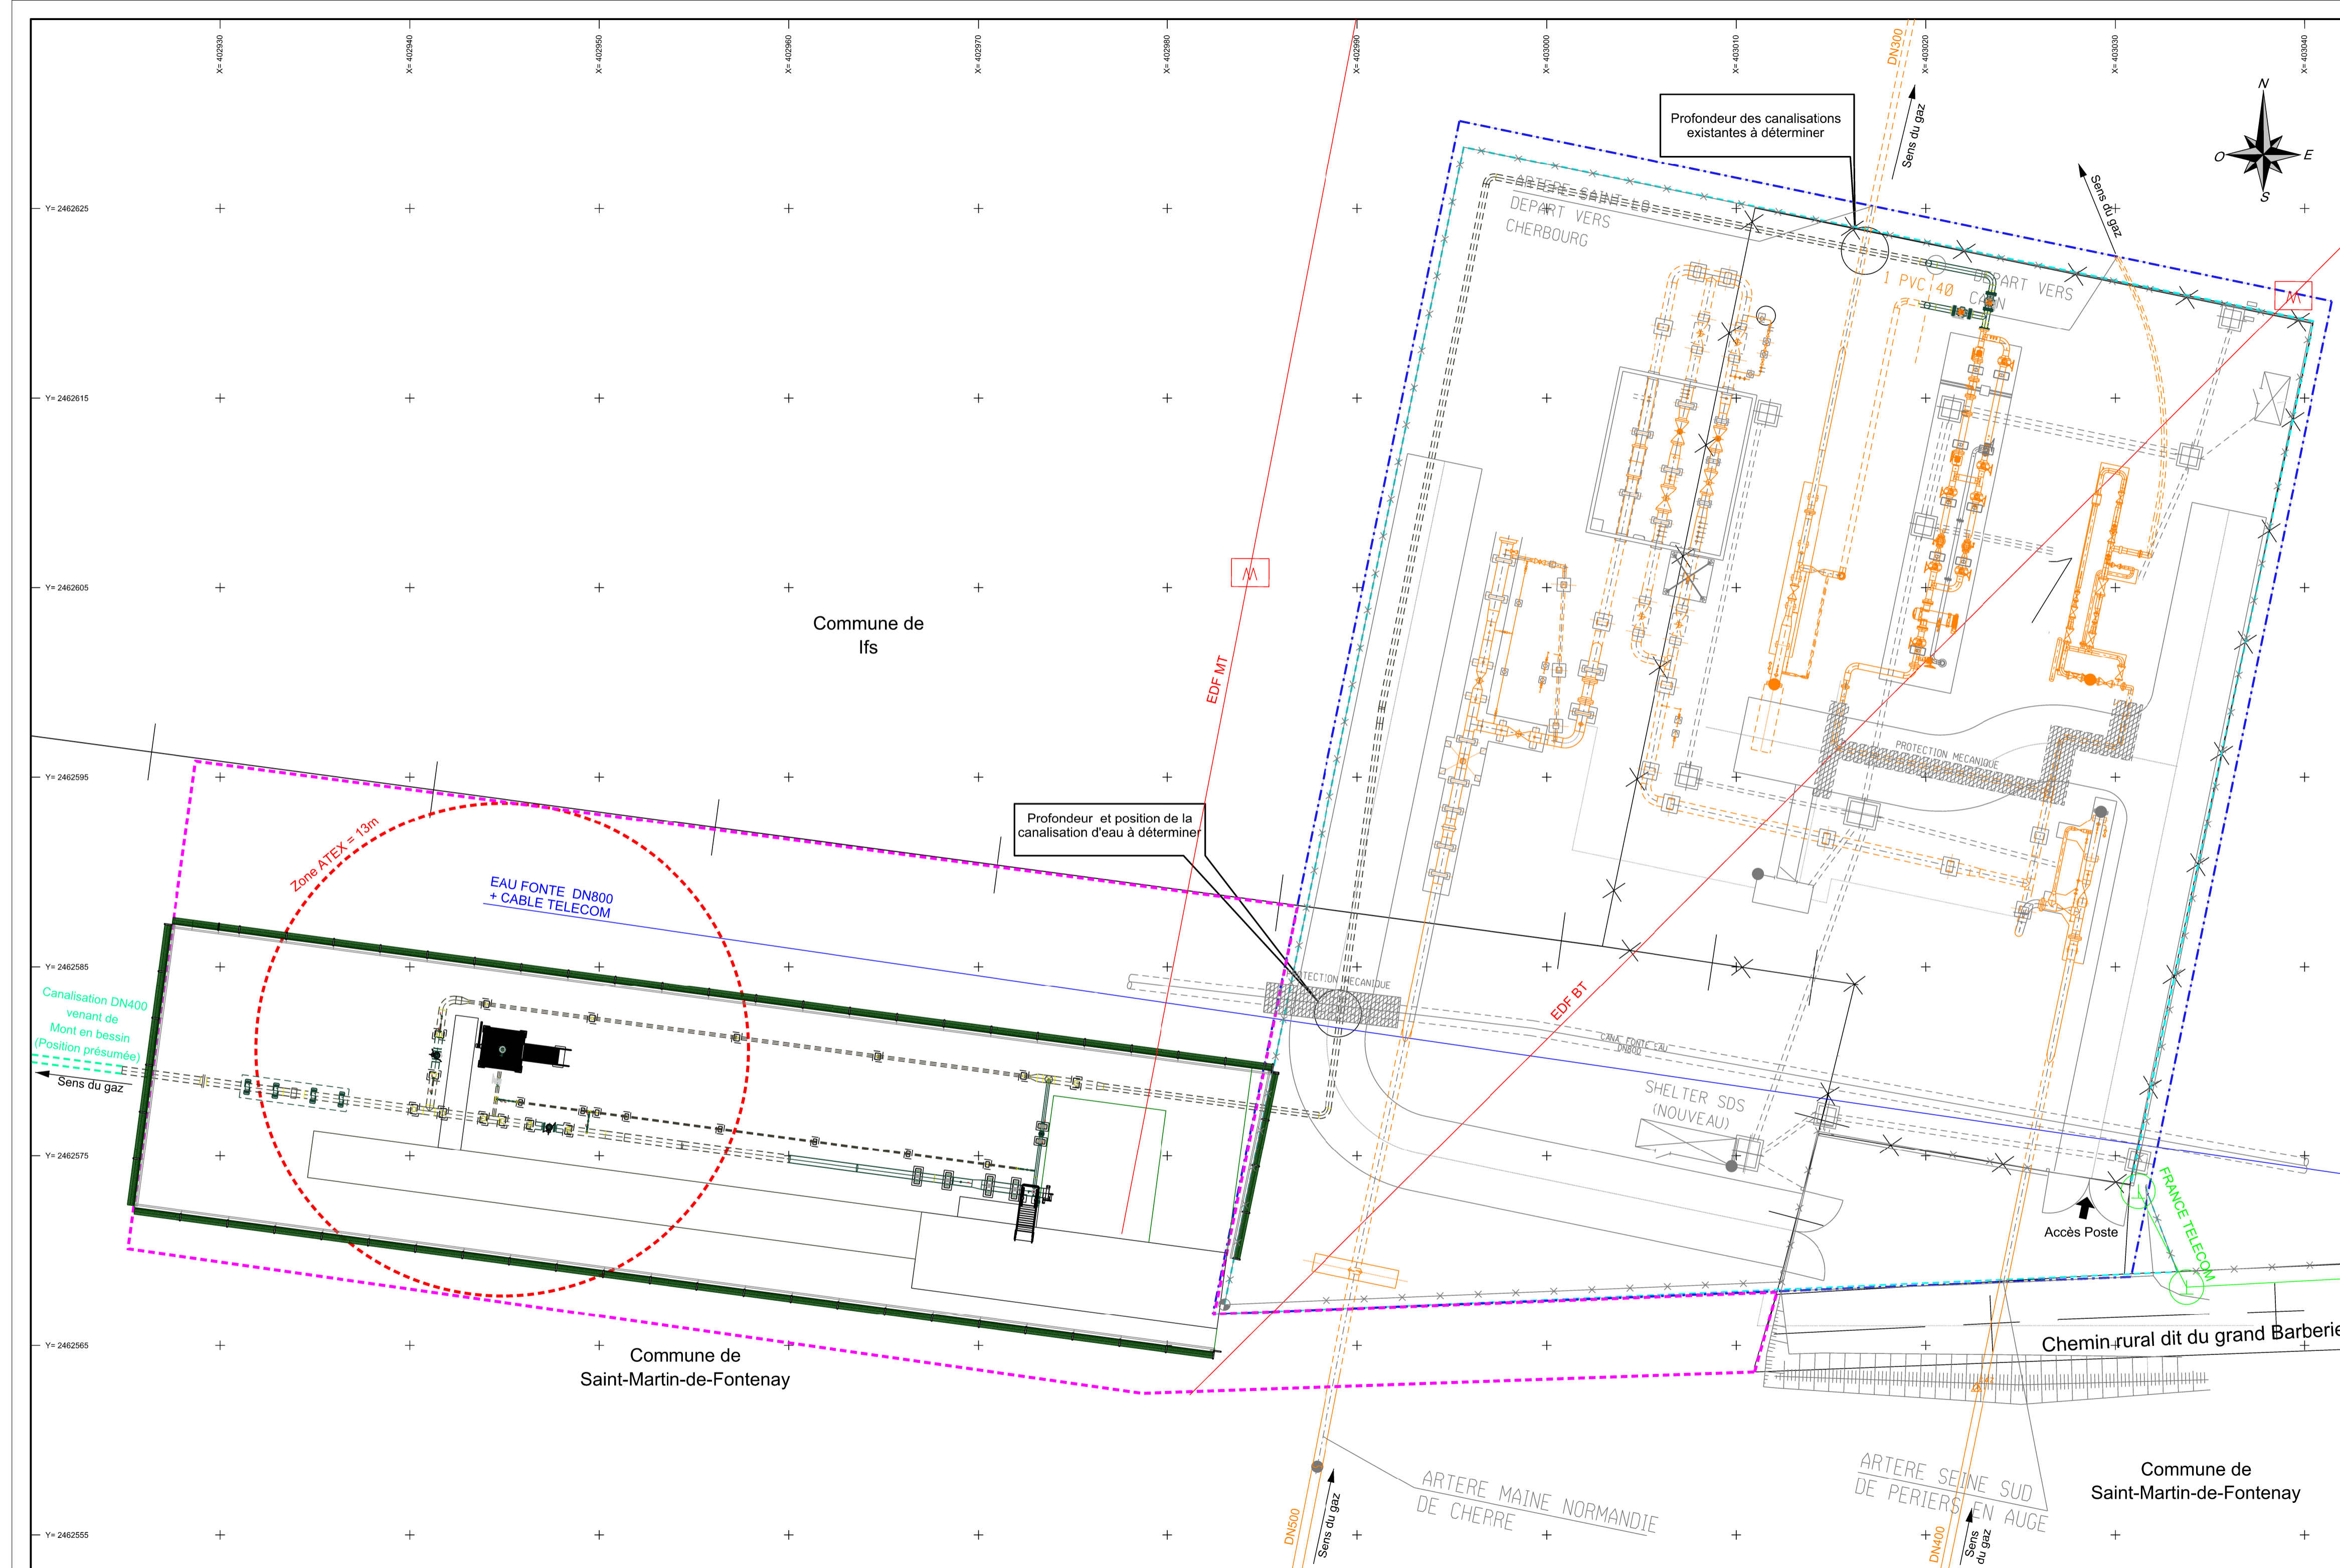 X= 402930
X= 402940
X= 402950
X= 402960
X= 402970
X= 402980
X= 402990
X= 403000
X= 403010
X= 403020
X= 403030
X= 403040
Y= 2462625
Y= 2462615
Y= 2462605
Y= 2462595
Y= 2462585
Y= 2462575
Y= 2462565
Y= 2462555
N
O
E
S
DN300
Sens du gaz
Sens du gaz
Profondeur des canalisations
existantes à déterminer
ARTERE SAINT LO
DEPART VERS
CHERBOURG
1 PVC 40
DEPART VERS
CAEN
Commune de
Ifs
EDF MT
PROTECTION MECANIQUE
Profondeur et position de la
canalisation d'eau à déterminer
Zone ATEX = 13m
EAU FONTE DN800
+ CABLE TELECOM
Canalisation DN400
venant de
Mont en bessin
(Position présumée)
Sens du gaz
PROTECTION MECANIQUE
EDF BT
CANA FONTE EAU
DN800
SHELTER SDS
(NOUVEAU)
FRANCE TELECOM
Accès Poste
Chemin rural dit du grand Barberie
Commune de
Saint-Martin-de-Fontenay
ARTERE MAINE NORMANDIE
DE CHERRE
DN500
Sens du gaz
ARTERE SEINE SUD
DE PERIERS EN AUGE
DN400
Sens
du gaz
Commune de
Saint-Martin-de-Fontenay